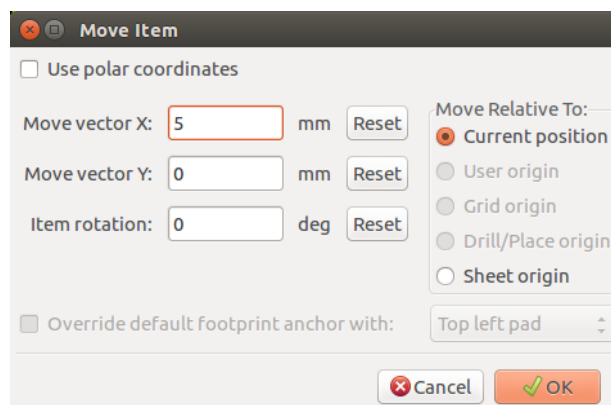 Move Item
Use polar coordinates
Move vector X: 5 mm Reset
Move vector Y: 0 mm Reset
Item rotation: 0 deg Reset
Move Relative To:
Current position
User origin
Grid origin
Drill/Place origin
Sheet origin
Override default footprint anchor with: Top left pad
Cancel OK